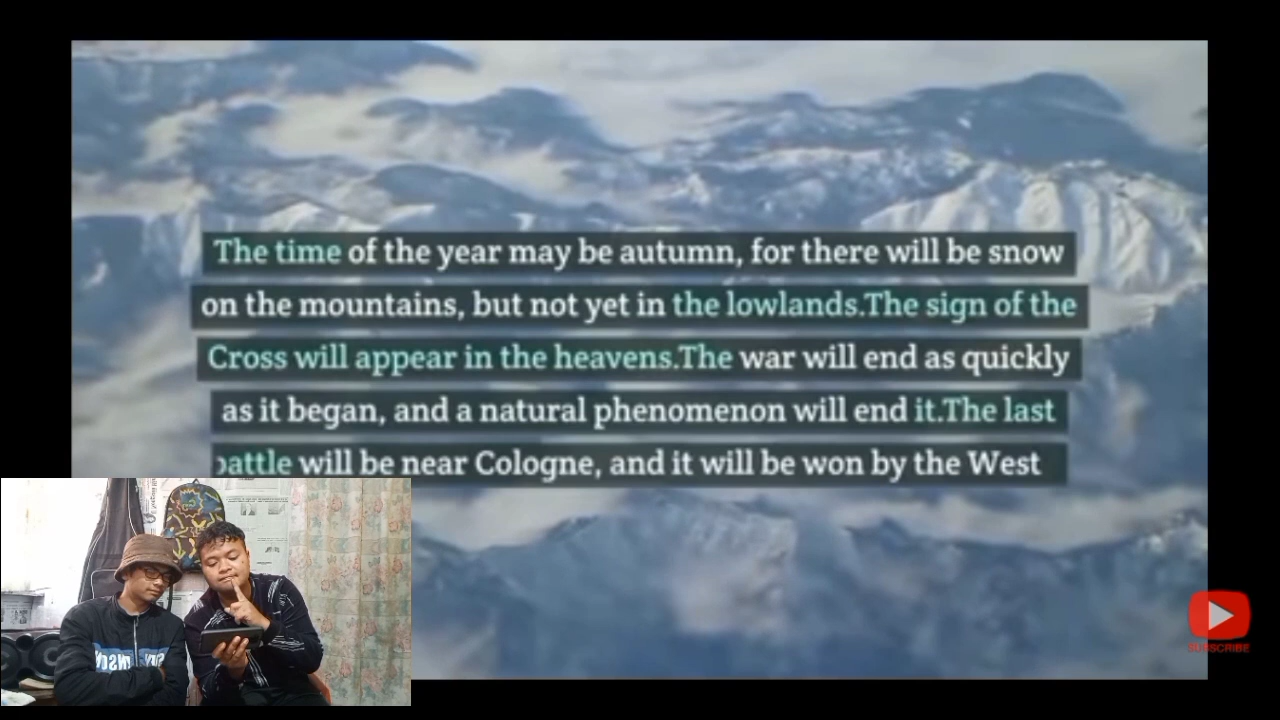 The time of the year may be autumn, for there will be snow
on the mountains, but not yet in the lowlands.The sign of the
Cross will appear in the heavens.The war will end as quickly
as it began, and a natural phenomenon will end it.The last
battle will be near Cologne, and it will be won by the West
SUBSCRIBE